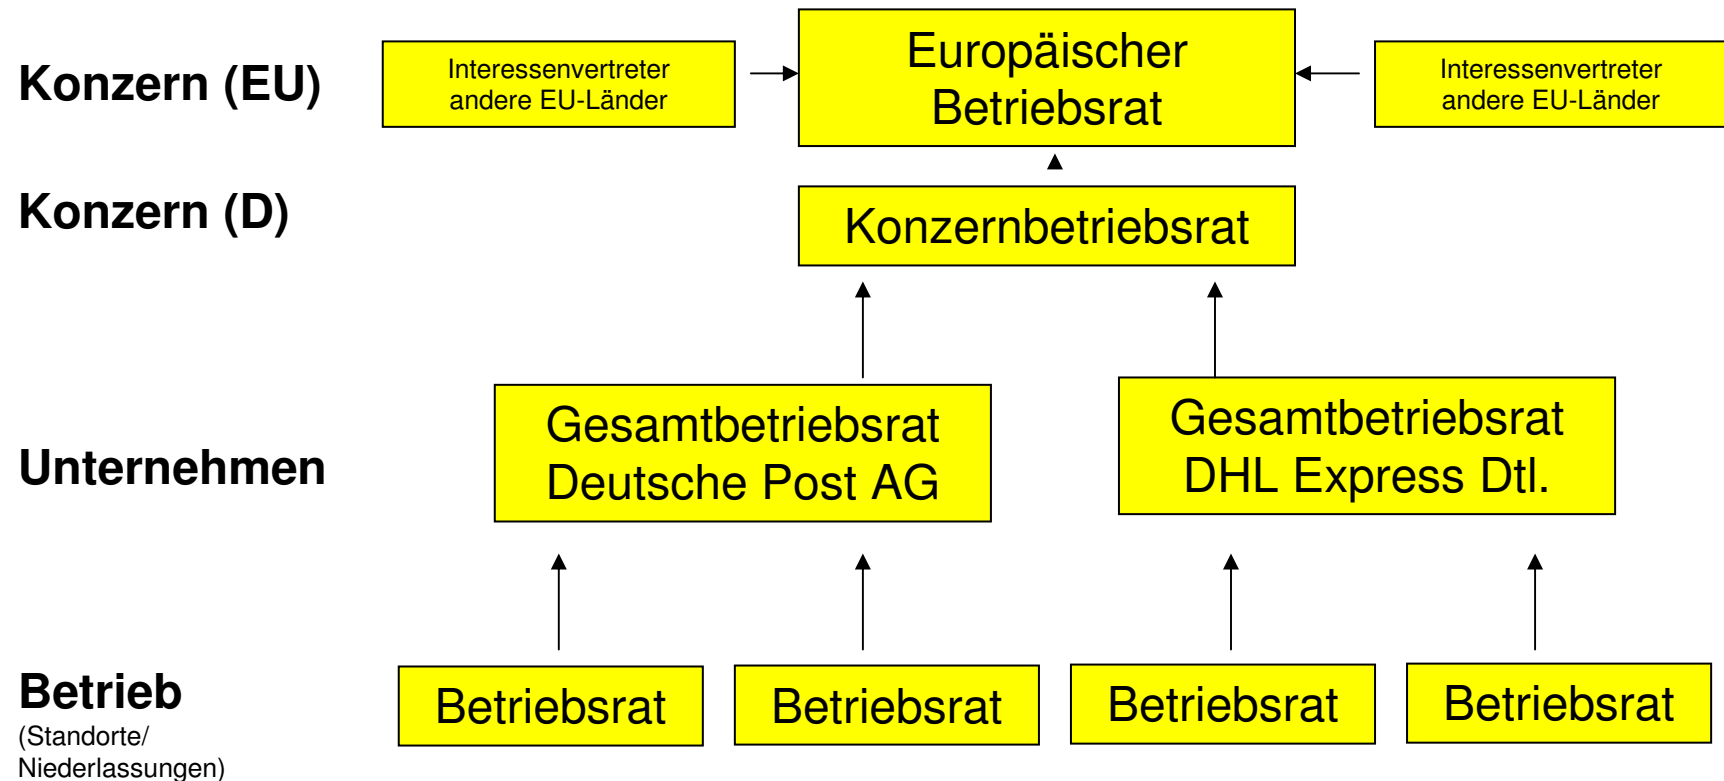 Konzern (EU)
Interessenvertreter
andere EU-Länder
Europäischer
Betriebsrat
Interessenvertreter
andere EU-Länder
Konzern (D)
Konzernbetriebsrat
Unternehmen
Gesamtbetriebsrat
Deutsche Post AG
Gesamtbetriebsrat
DHL Express Dtl.
Betrieb
(Standorte/
Niederlassungen)
Betriebsrat
Betriebsrat
Betriebsrat
Betriebsrat